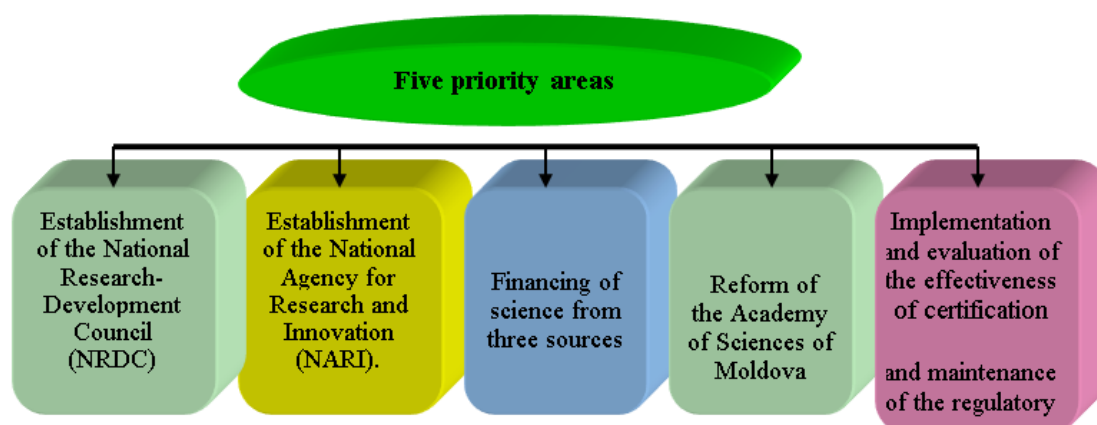 Five priority areas
Establishment
of the National
Research-
Development
Council
(NRDC)
Establishment
of the National
Agency for
Research and
Innovation
(NARI).
Financing of
science from
three sources
Reform of
the Academy
of Sciences of
Moldova
Implementation
and evaluation of
the effectiveness
of certification
and maintenance
of the regulatory